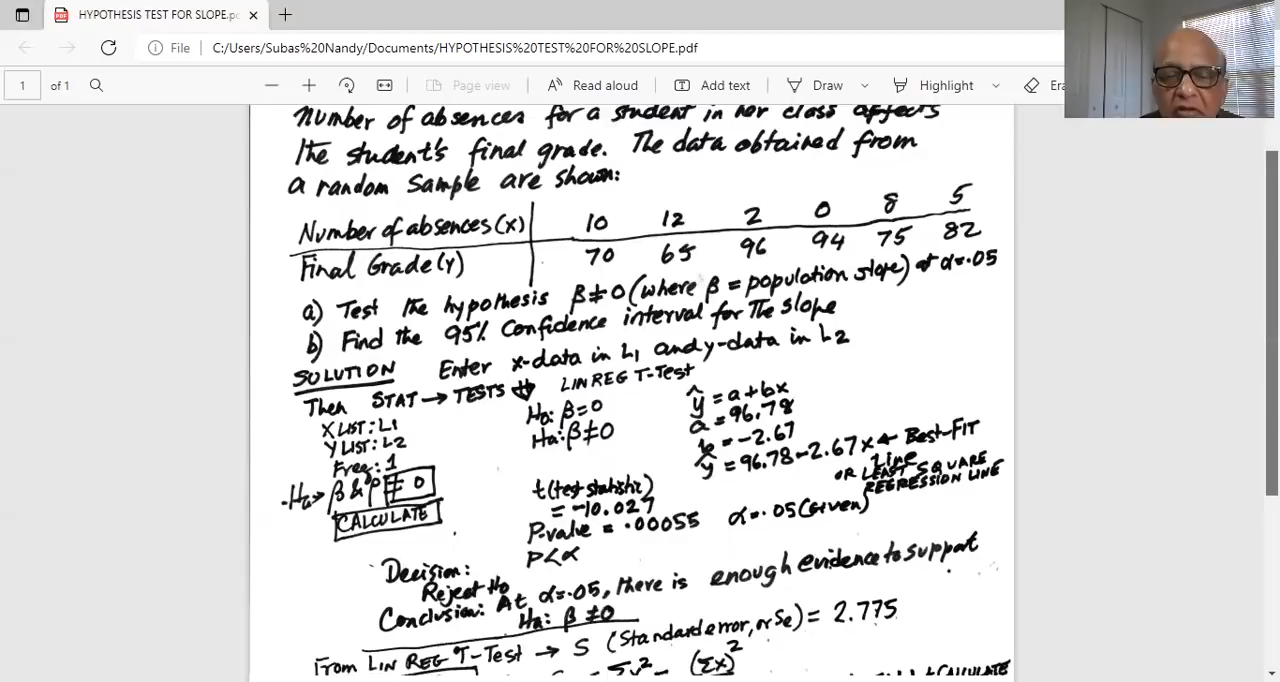 HYPOTHESIS TEST FOR SLOPE.p
File C:/Users/Subas%20Nandy/Documents/HYPOTHESIS%20TEST%20FOR%20SLOPE.pdf
1 of 1 Page view Read aloud Add text Draw Highlight Era
Number of absences for a student in her class affects
The student's final grade. The data obtained from
a random sample are shown:
Number of absences (x) 10 12 2 0 8 5
Final Grade (y) 70 65 96 94 75 82
a) Test the hypothesis β≠0 (where β = population slope) at α=.05
b) Find the 95% Confidence interval for The slope
SOLUTION Enter x-data in L1 and y-data in L2
Then STAT → TESTS LINREG T-Test
X LIST: L1
Y LIST: L2
Freq: 1
Ha→ β & ρ ≠ 0
CALCULATE
Ha: β=0
Ha: β≠0
ŷ = a + bx
a = 96.78
b = -2.67
ŷ = 96.78-2.67x ← Best-FIT
Line
OR LEAST SQUARE
REGRESSION LINE
t (test statistic)
= -10.027
P-value = .00055 α=.05 (Given)
P<α
Decision:
Reject Ho
Conclusion: At α=.05, there is enough evidence to support
Ha: β≠0
From LIN REG T-Test → S (Standard error, or Se) = 2.775
(Σx)²
CALCULATE